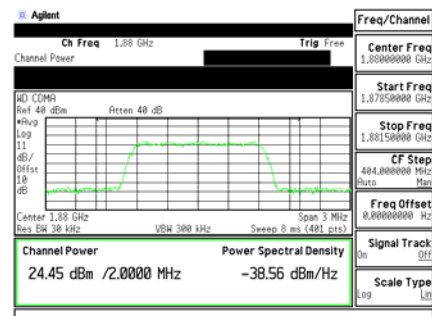 Agilent
Freq/Channel
Ch Freq 1.88 GHz Trig Free
Channel Power
Center Freq
1.88000000 GHz
Start Freq
1.87850000 GHz
Stop Freq
1.88150000 GHz
CF Step
404.000000 MHz
Auto Man
Freq Offset
0.00000000 Hz
Signal Track
On Off
Scale Type
Log Lin
WD CDMA
Ref 40 dBm Atten 40 dB
#Avg
Log
11
dB/
Offst
10
dB
Center 1.88 GHz Span 3 MHz
Res BW 30 kHz VBW 300 kHz Sweep 8 ms (401 pts)
Channel Power Power Spectral Density
24.45 dBm /2.0000 MHz -38.56 dBm/Hz